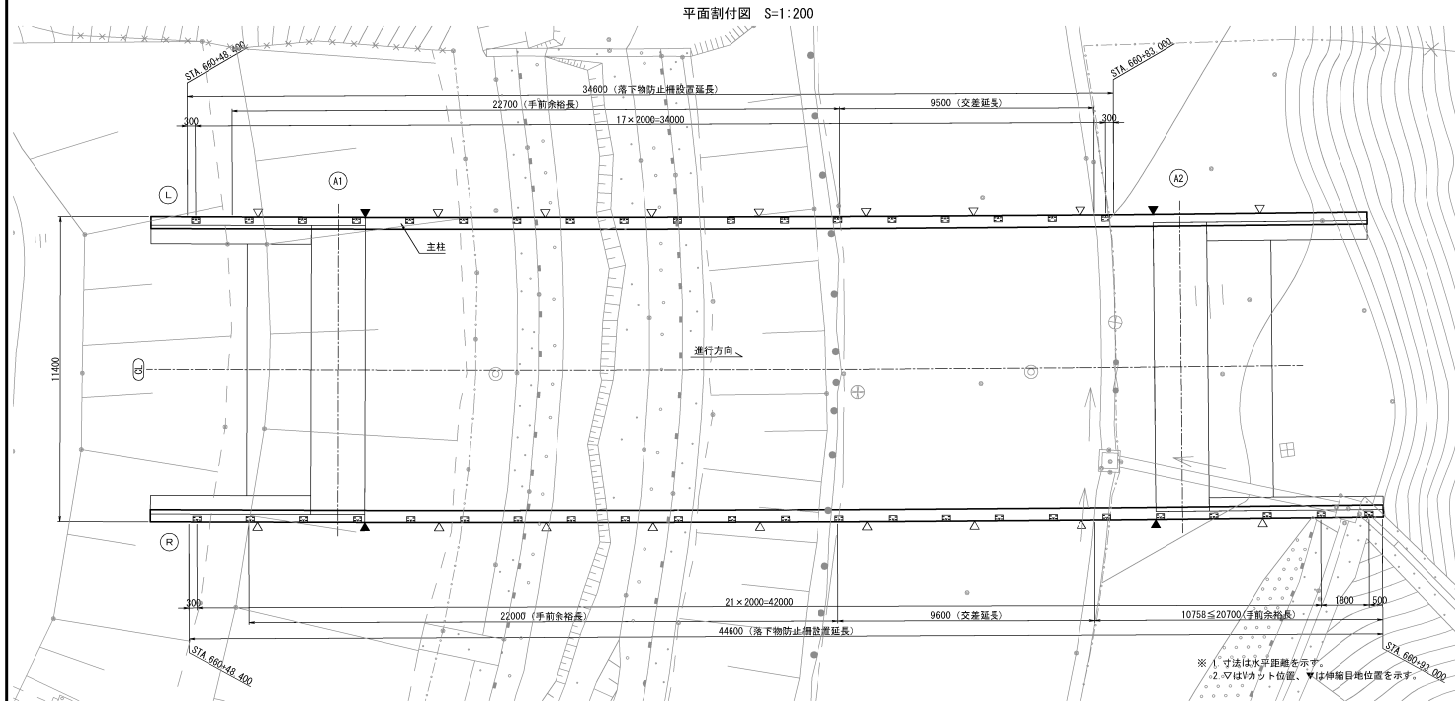 平面割付図 S=1:200
STA.660+48.400
STA.660+83.000
34600 (落下物防止柵設置延長)
22700 (手前余裕長)
9500 (交差延長)
300
17×2000=34000
300
L
A1
A2
主柱
11400
CL
進行方向
R
300
21×2000=42000
1800
500
22000 (手前余裕長)
9600 (交差延長)
10758≦20700(手前余裕長)
44600 (落下物防止柵設置延長)
STA.660+48.400
STA.660+93.000
※ 1. 寸法は水平距離を示す。
2.▽はVカット位置、▼は伸縮目地位置を示す。